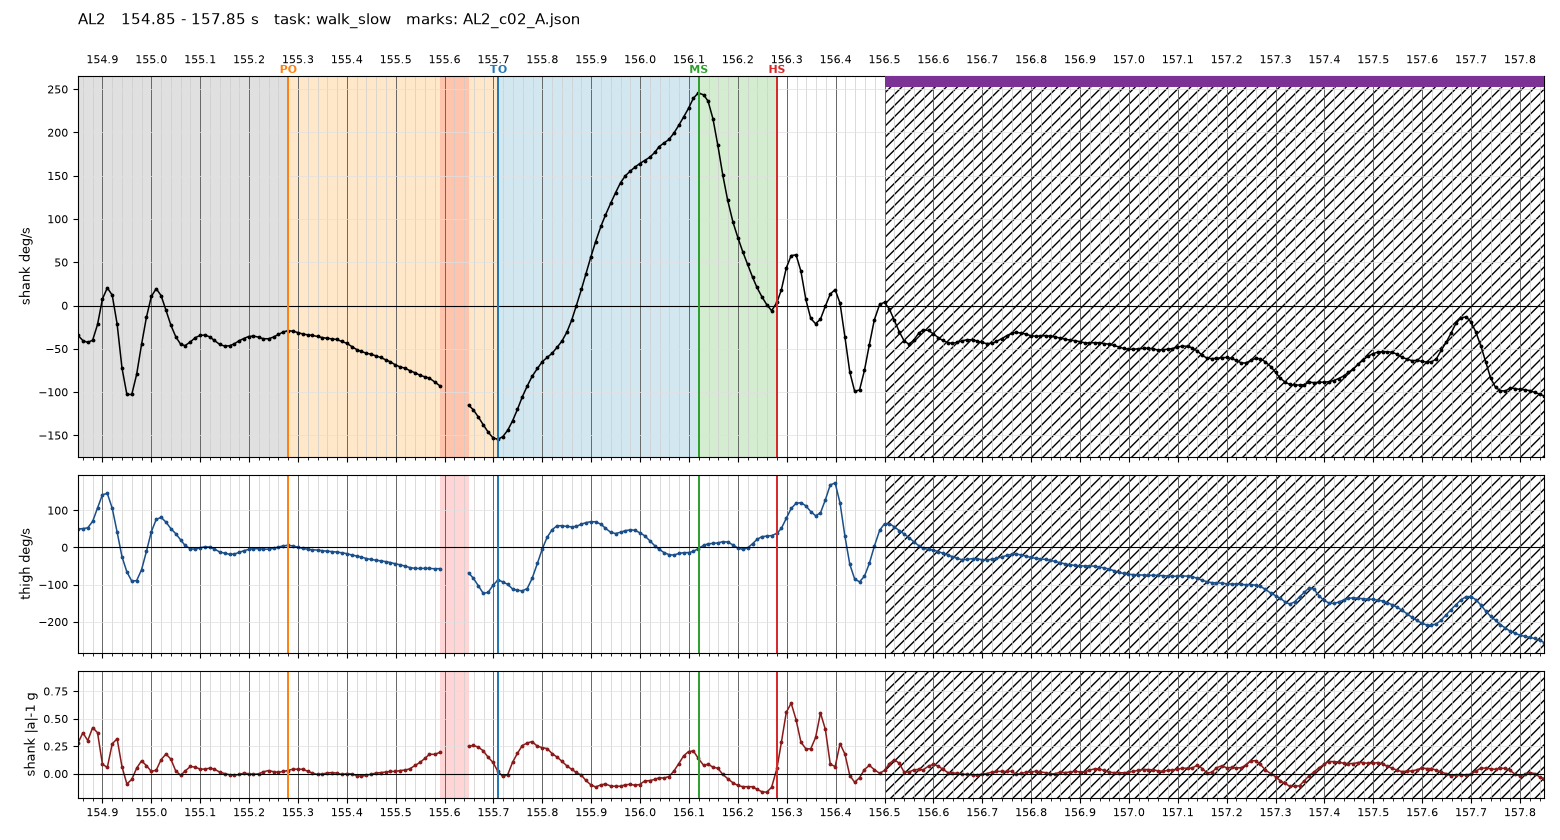 AL2   154.85 - 157.85 s   task: walk_slow   marks: AL2_c02_A.json
154.9 155.0 155.1 155.2 155.3 155.4 155.5 155.6 155.7 155.8 155.9 156.0 156.1 156.2 156.3 156.4 156.5 156.6 156.7 156.8 156.9 157.0 157.1 157.2 157.3 157.4 157.5 157.6 157.7 157.8
PO TO MS HS
shank deg/s
250
200
150
100
50
0
−50
−100
−150
thigh deg/s
100
0
−100
−200
shank |a|-1 g
0.75
0.50
0.25
0.00
154.9 155.0 155.1 155.2 155.3 155.4 155.5 155.6 155.7 155.8 155.9 156.0 156.1 156.2 156.3 156.4 156.5 156.6 156.7 156.8 156.9 157.0 157.1 157.2 157.3 157.4 157.5 157.6 157.7 157.8